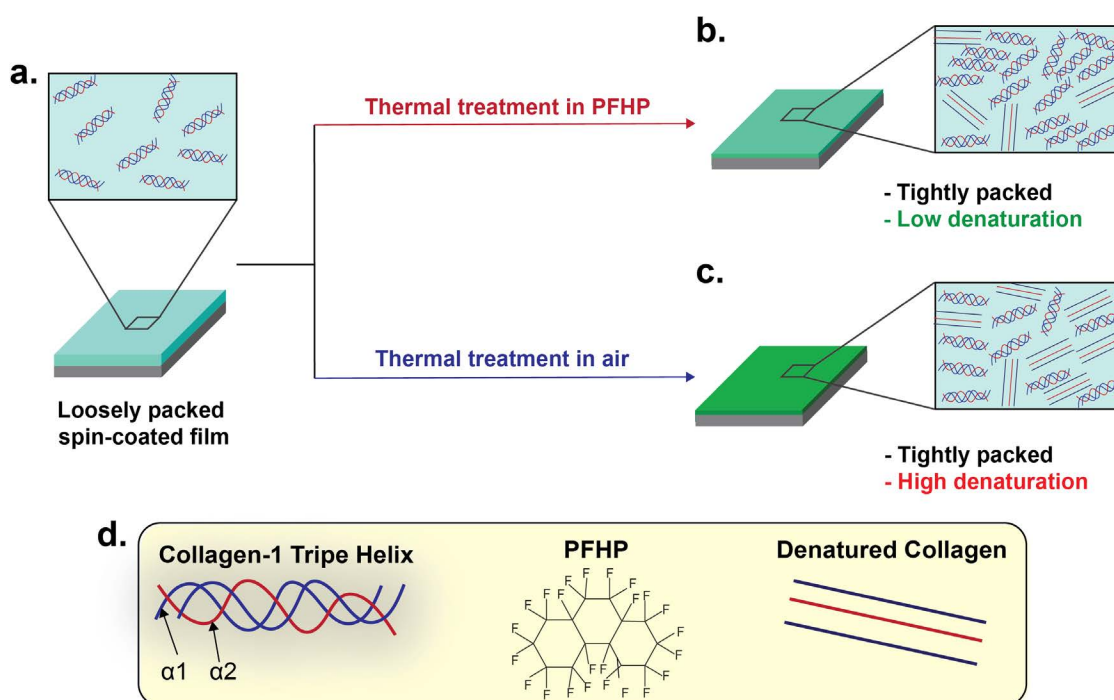 a.
Loosely packed
spin-coated film
Thermal treatment in PFHP
Thermal treatment in air
b.
- Tightly packed
- Low denaturation
c.
- Tightly packed
- High denaturation
d.
Collagen-1 Tripe Helix
α1
α2
PFHP
F F F F
F F F F
F F F F
F F F F
F F F F
F F
Denatured Collagen